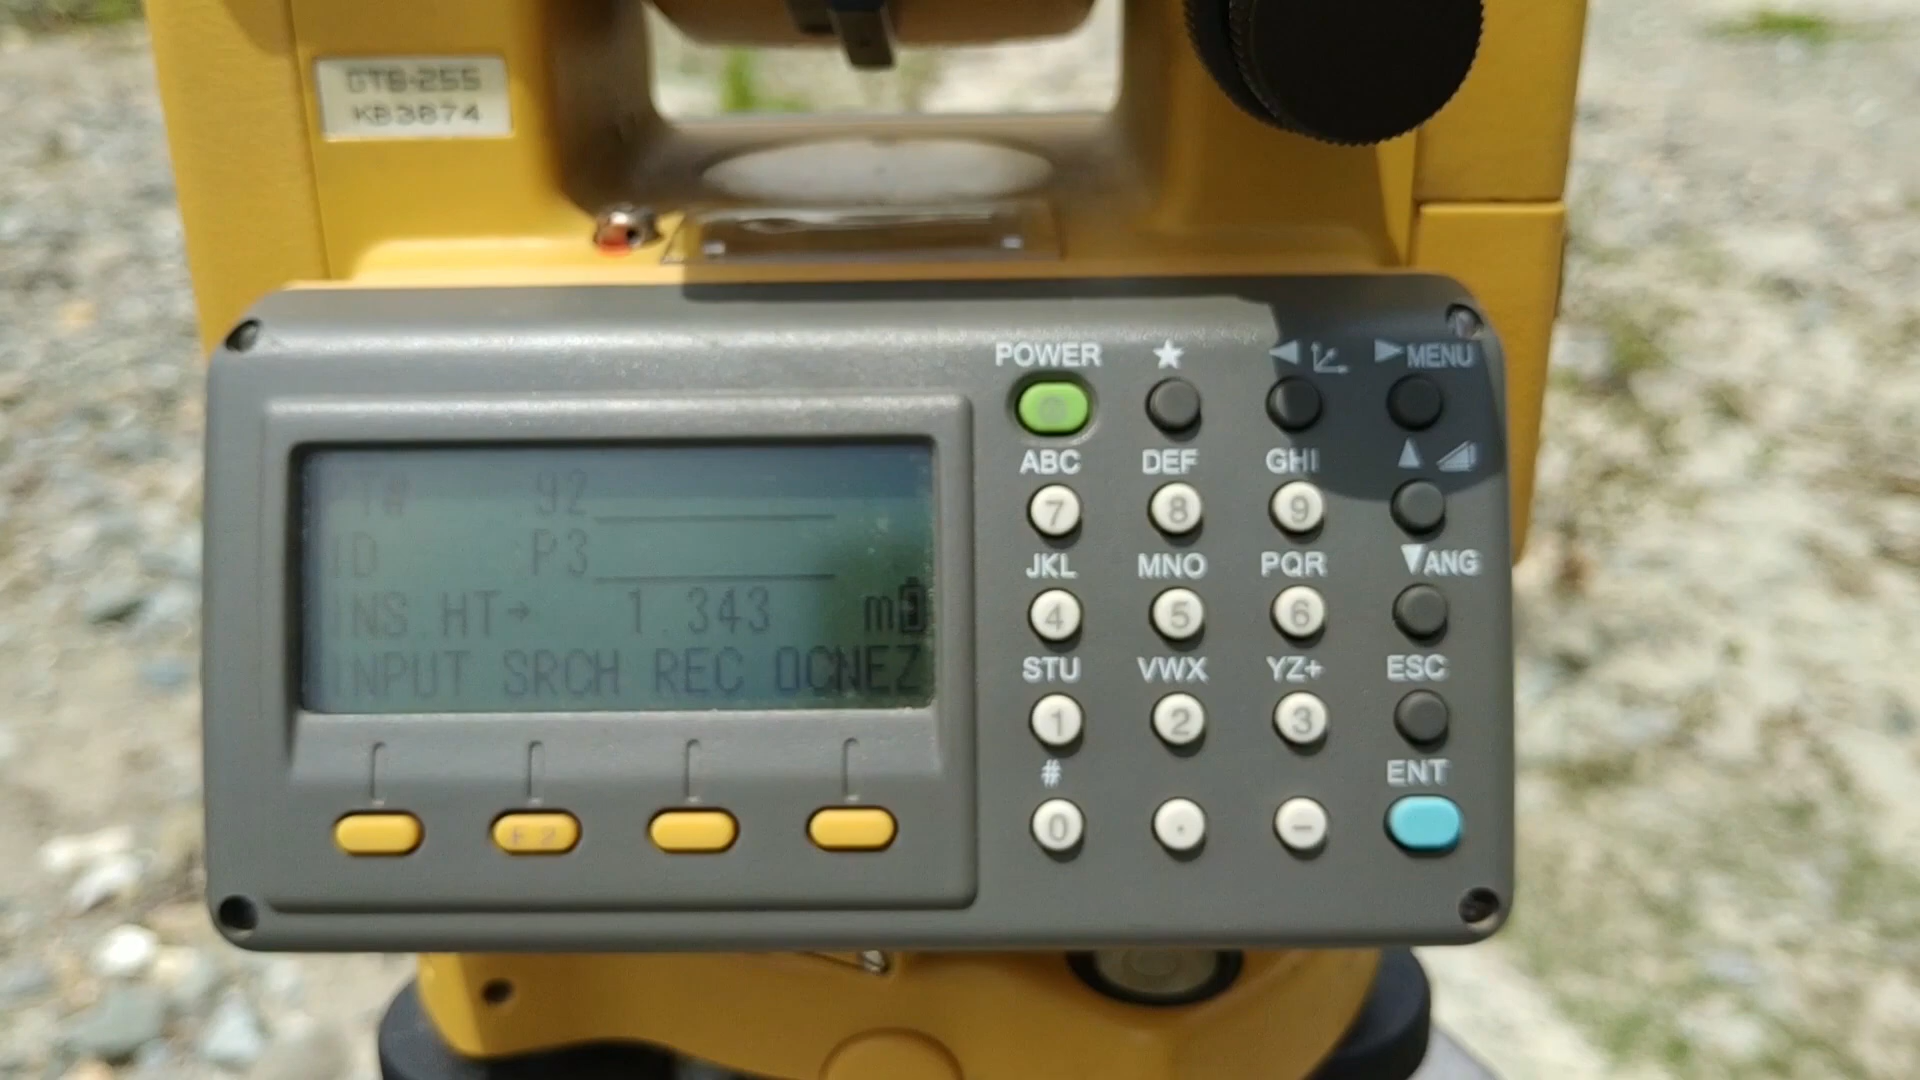 GTS-255
KB3874
POWER ★ ◀ ▶ MENU
ABC DEF GHI ▲
7 8 9
JKL MNO PQR ▼ANG
4 5 6
STU VWX YZ+ ESC
1 2 3
# ENT
0 . -
PT# y2
ID P3
INS.HT→ 1.343 m
INPUT SRCH REC OCNEZ
F2